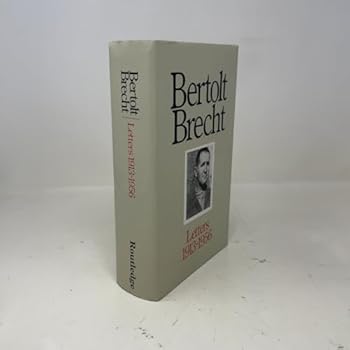 Bertolt
Brecht
Letters 1913-1956
Routledge
Bertolt
Brecht
Letters
1913-1956